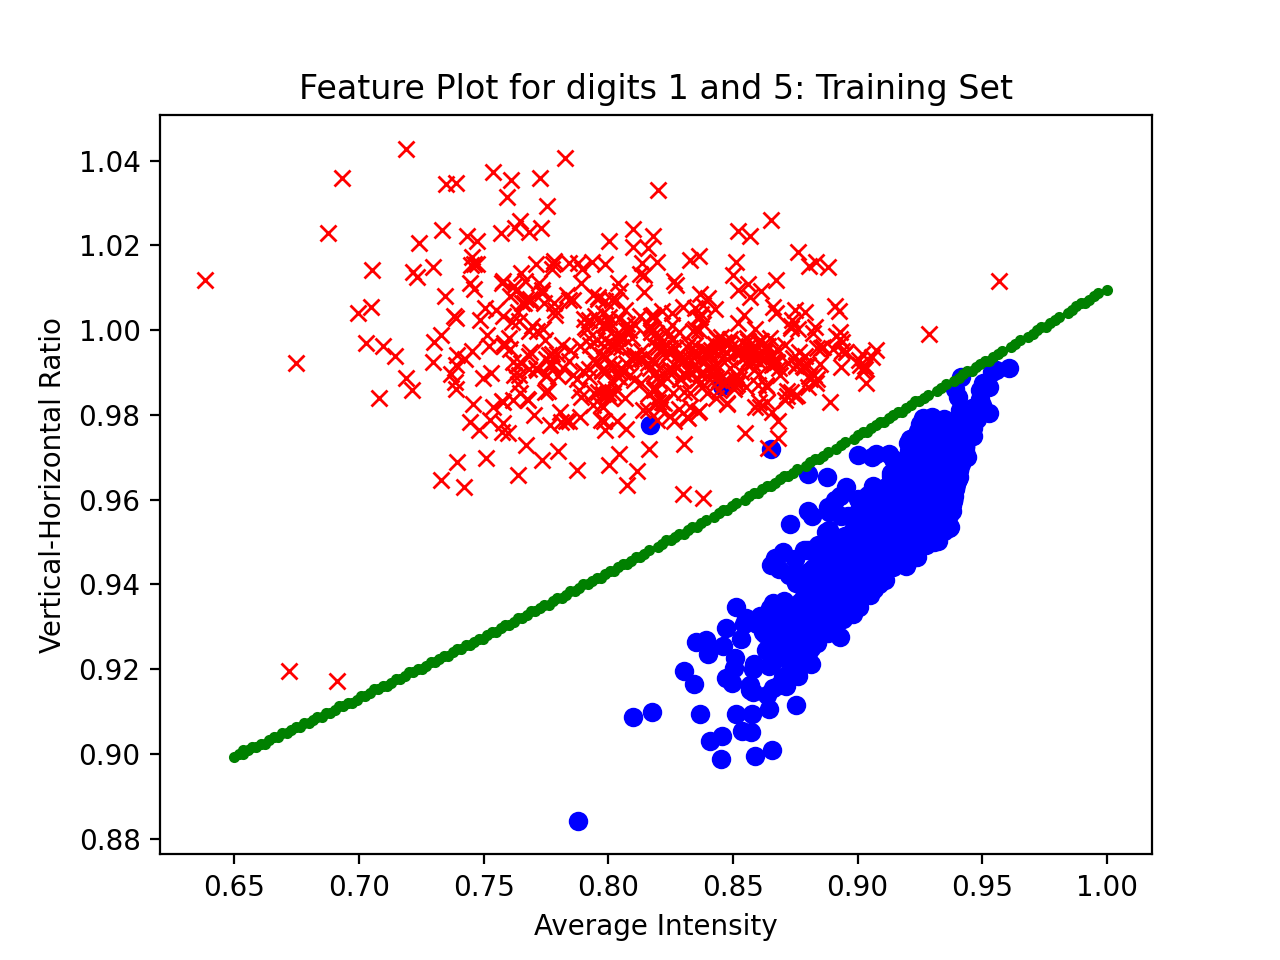 Feature Plot for digits 1 and 5: Training Set
1.04
1.02
1.00
0.98
0.96
0.94
0.92
0.90
0.88
Vertical-Horizontal Ratio
0.65 0.70 0.75 0.80 0.85 0.90 0.95 1.00
Average Intensity